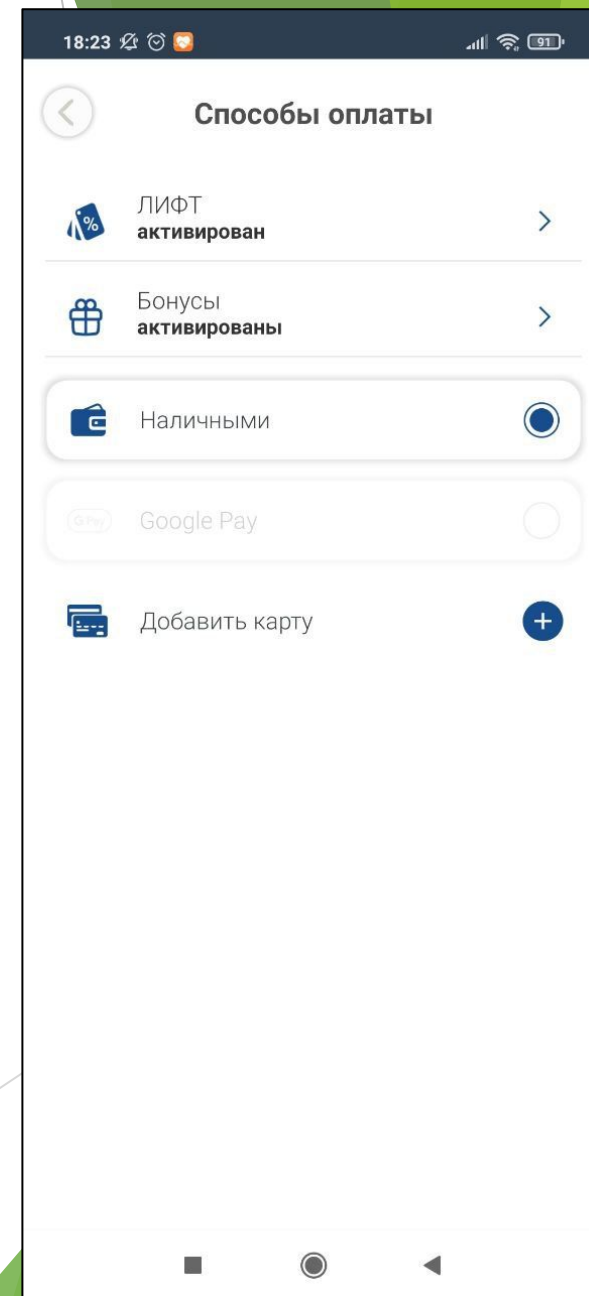 18:23
91
Способы оплаты
%
ЛИФТ
активирован
Бонусы
активированы
Наличными
G Pay
Google Pay
Добавить карту